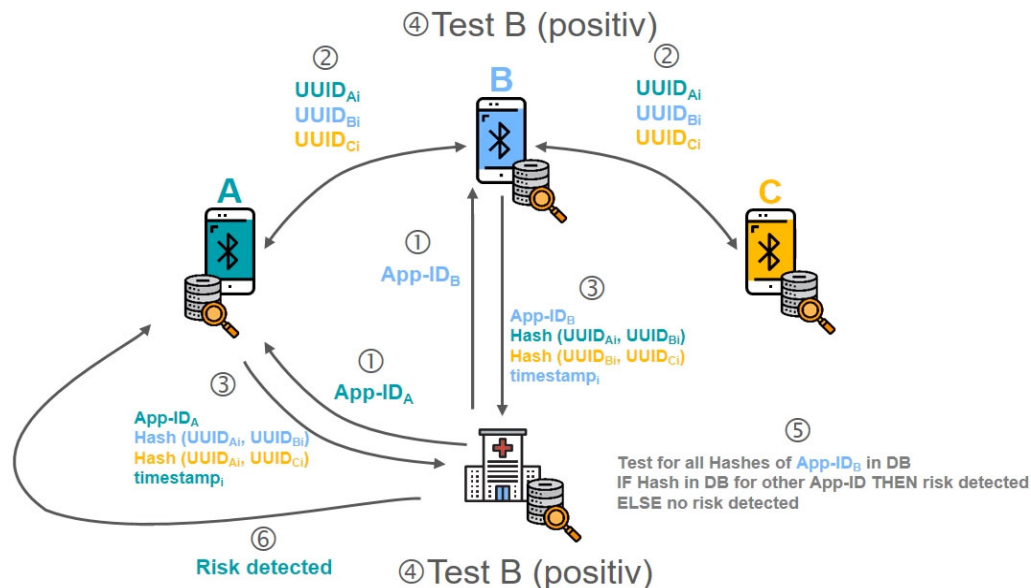 ④Test B (positiv)
②
UUIDAi
UUIDBi
UUIDCi
B
②
UUIDAi
UUIDBi
UUIDCi
A
C
①
App-IDB
③
App-IDB
Hash (UUIDAi, UUIDBi)
Hash (UUIDBi, UUIDCi)
timestampi
①
App-IDA
③
App-IDA
Hash (UUIDAi, UUIDBi)
Hash (UUIDAi, UUIDCi)
timestampi
⑤
Test for all Hashes of App-IDB in DB
IF Hash in DB for other App-ID THEN risk detected
ELSE no risk detected
⑥
Risk detected
④Test B (positiv)